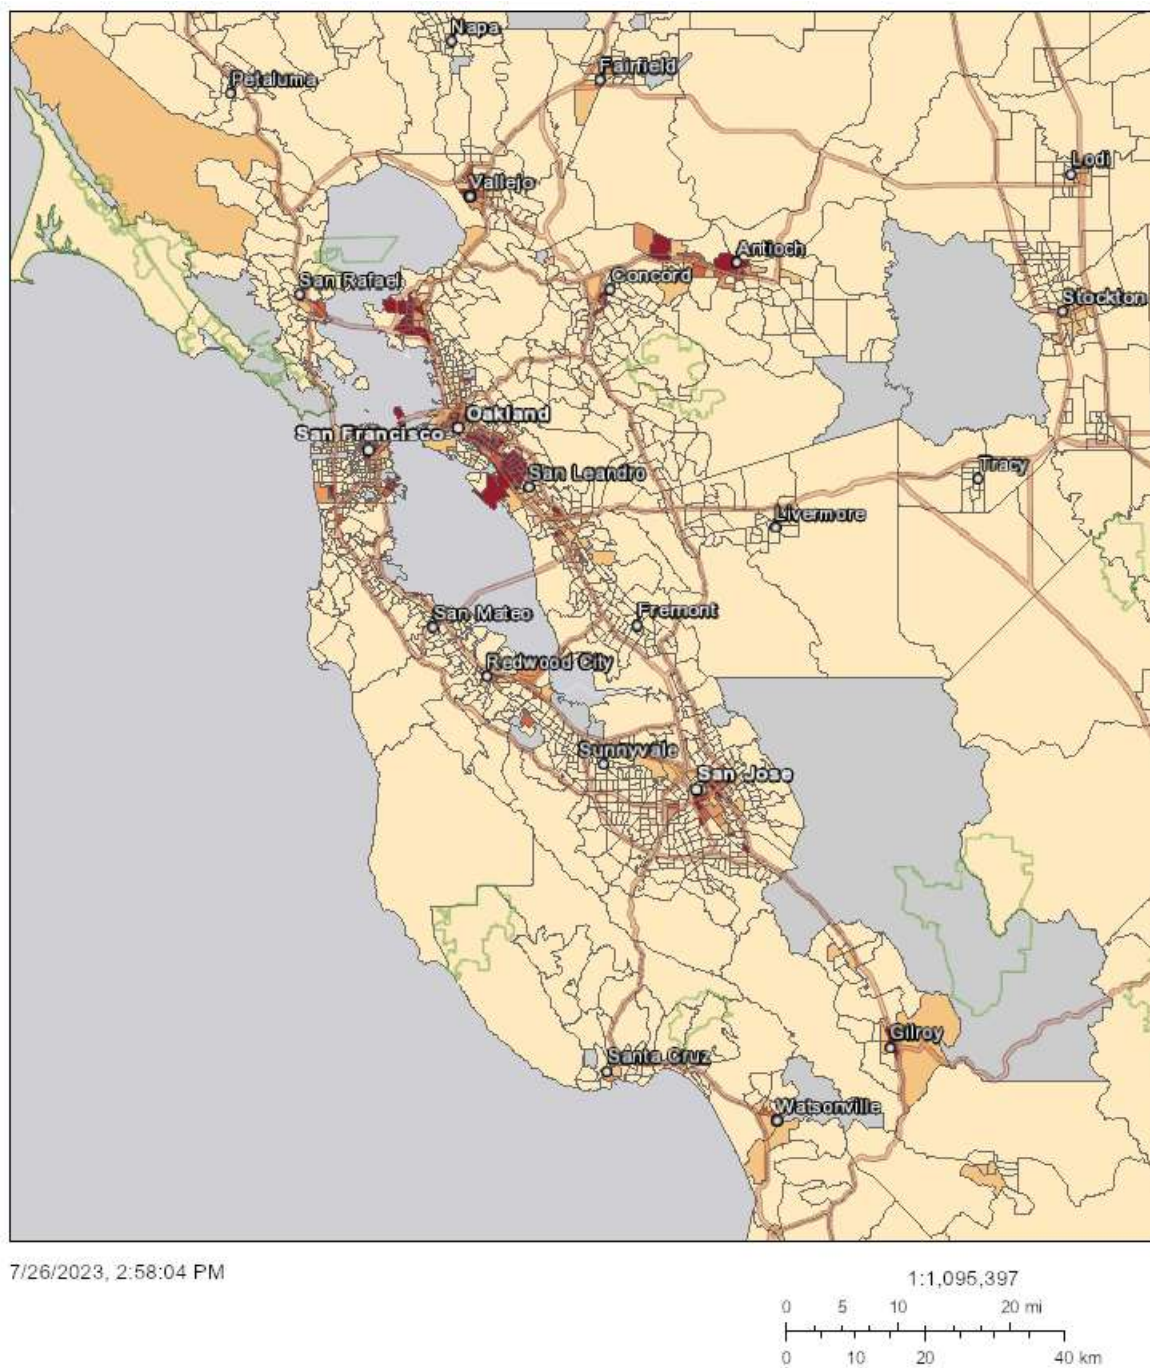 Napa
Petaluma
Fairfield
Lodi
Vallejo
Antioch
San Rafael
Concord
Stockton
Oakland
San Francisco
San Leandro
Tracy
Livermore
San Mateo
Fremont
Redwood City
Sunnyvale
San Jose
Gilroy
Santa Cruz
Watsonville
7/26/2023, 2:58:04 PM
1:1,095,397
0 5 10 20 mi
0 10 20 40 km